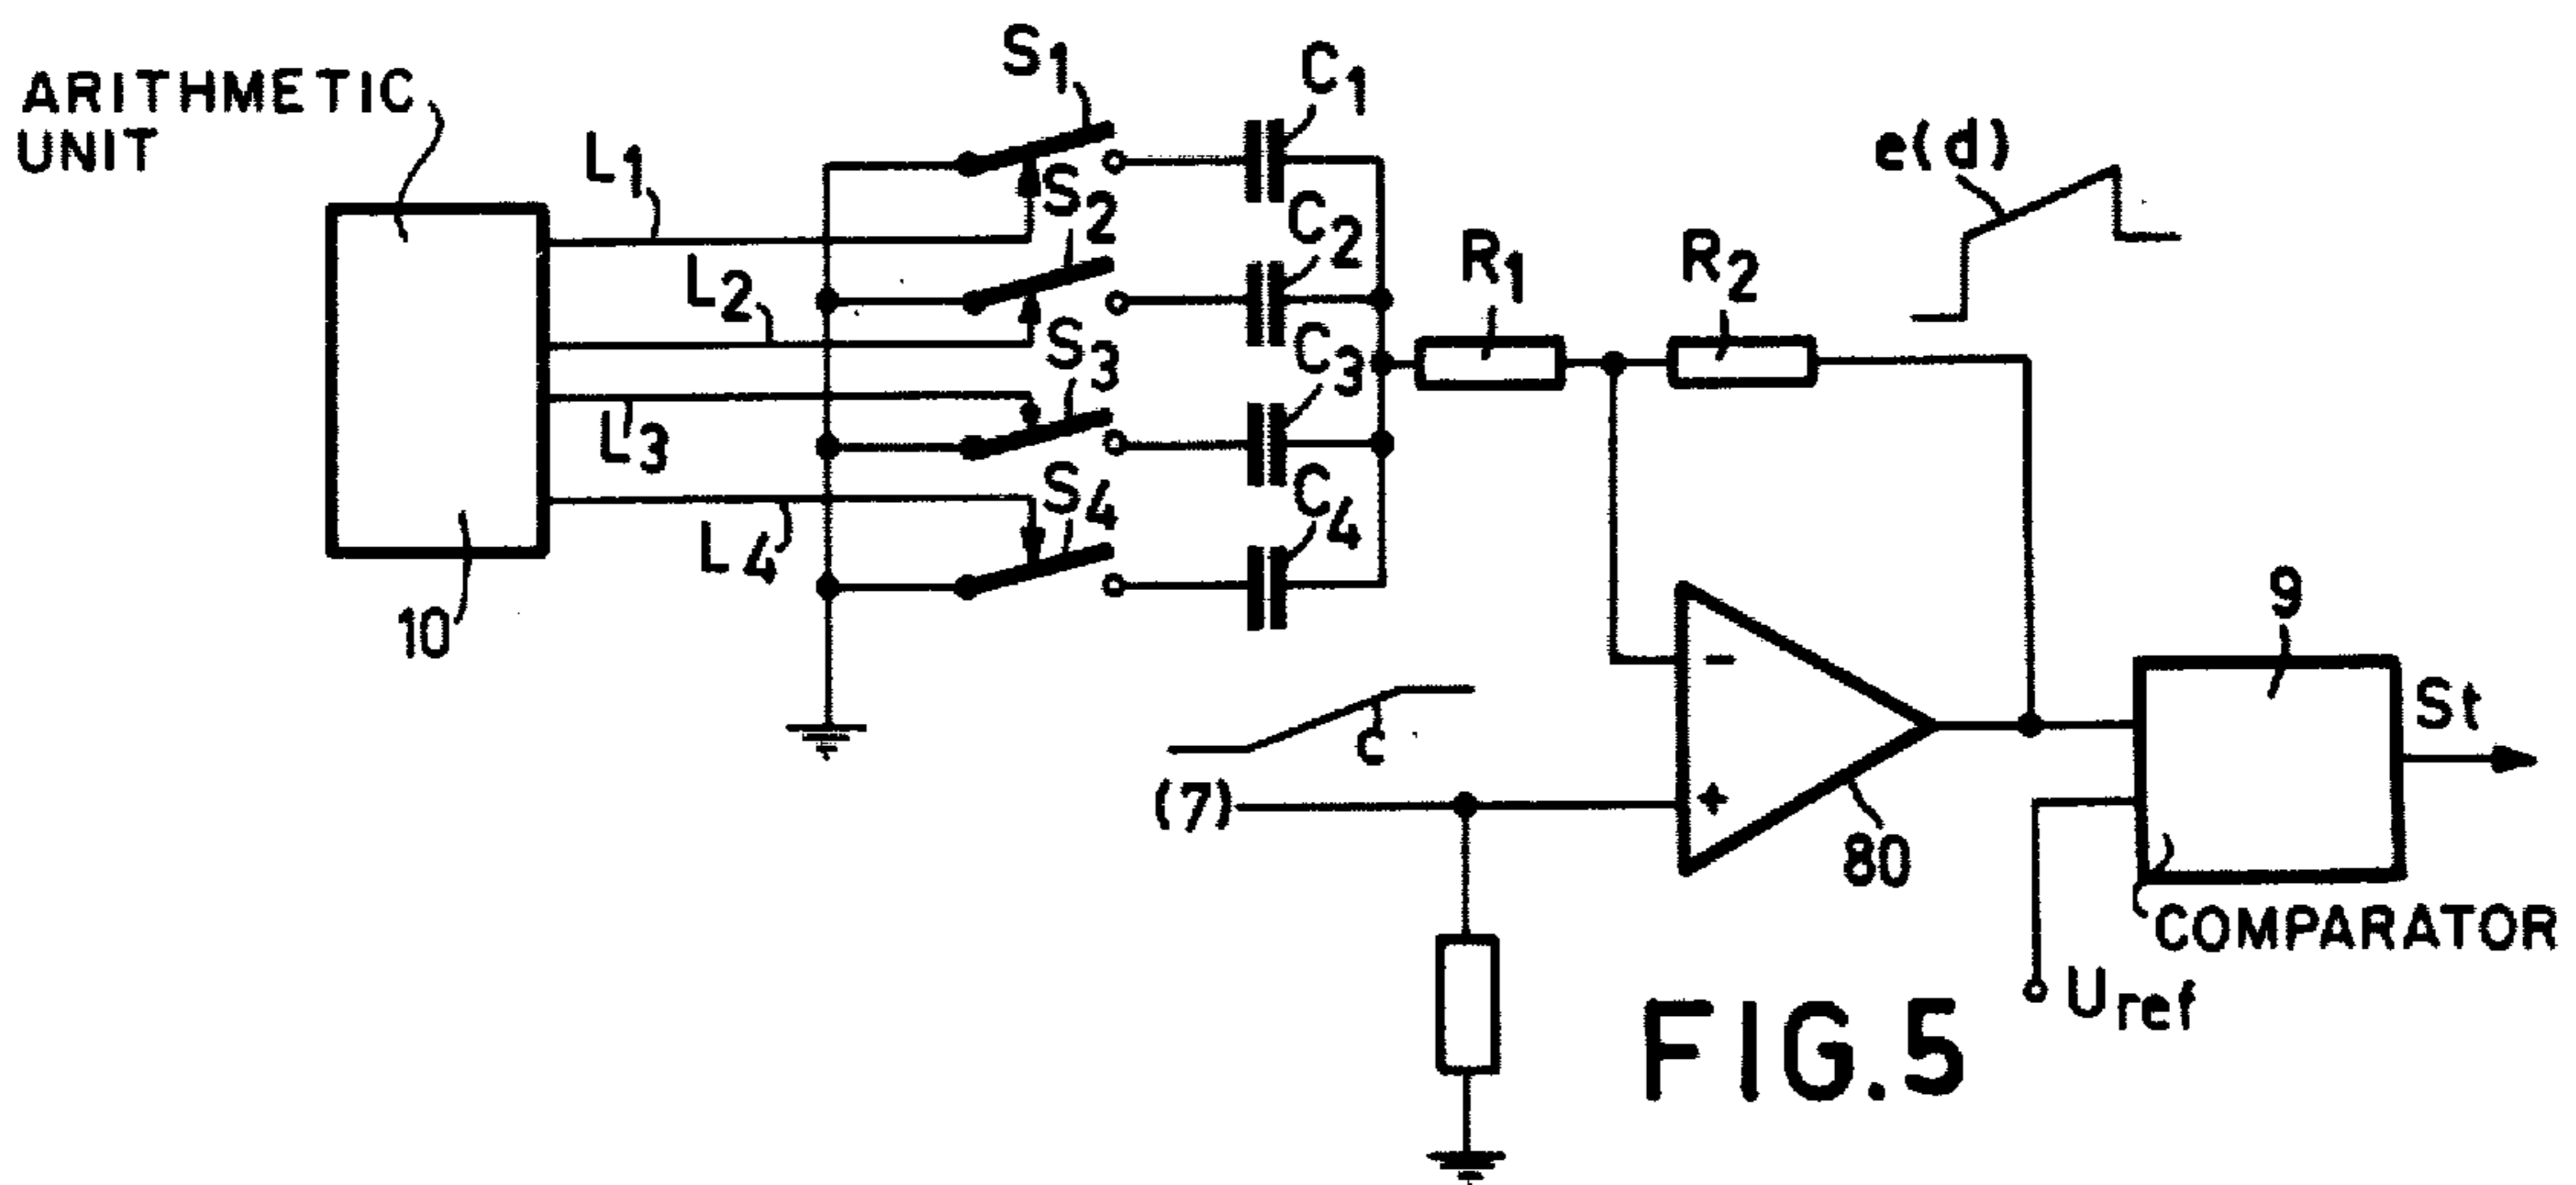 ARITHMETIC
UNIT
10
L1
L2
L3
L4
S1
S2
S3
S4
C1
C2
C3
C4
R1
R2
e(d)
c
(7)
-
+
80
9
St
COMPARATOR
Uref
FIG.5